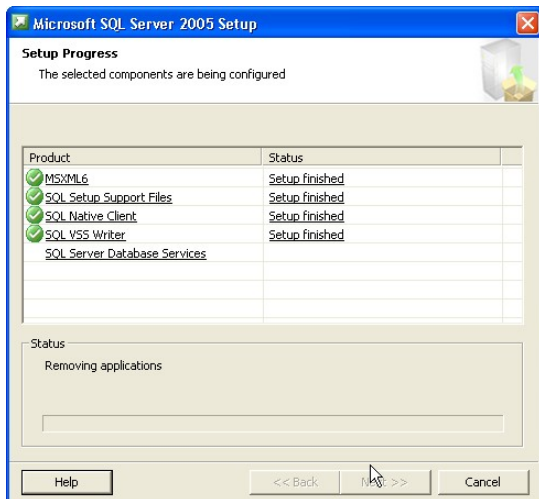 Microsoft SQL Server 2005 Setup
Setup Progress
The selected components are being configured
Product Status
MSXML6 Setup finished
SQL Setup Support Files Setup finished
SQL Native Client Setup finished
SQL VSS Writer Setup finished
SQL Server Database Services
Status
Removing applications
Help << Back Next >> Cancel